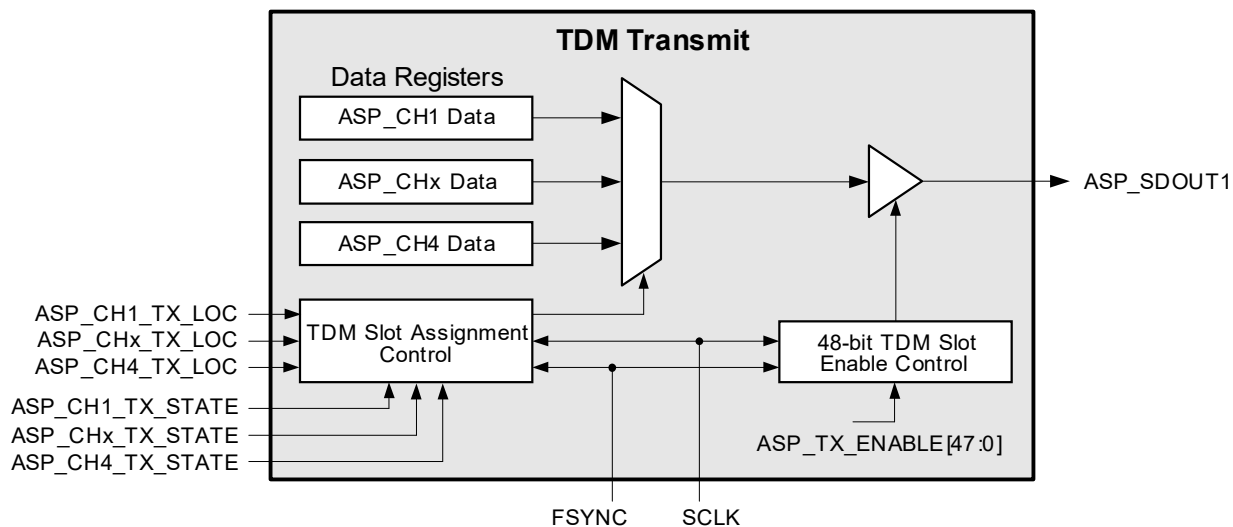 TDM Transmit
Data Registers
ASP_CH1 Data
ASP_CHx Data
ASP_CH4 Data
ASP_SDOUT1
ASP_CH1_TX_LOC
ASP_CHx_TX_LOC
ASP_CH4_TX_LOC
TDM Slot Assignment
Control
48-bit TDM Slot
Enable Control
ASP_CH1_TX_STATE
ASP_CHx_TX_STATE
ASP_CH4_TX_STATE
ASP_TX_ENABLE[47:0]
FSYNC
SCLK